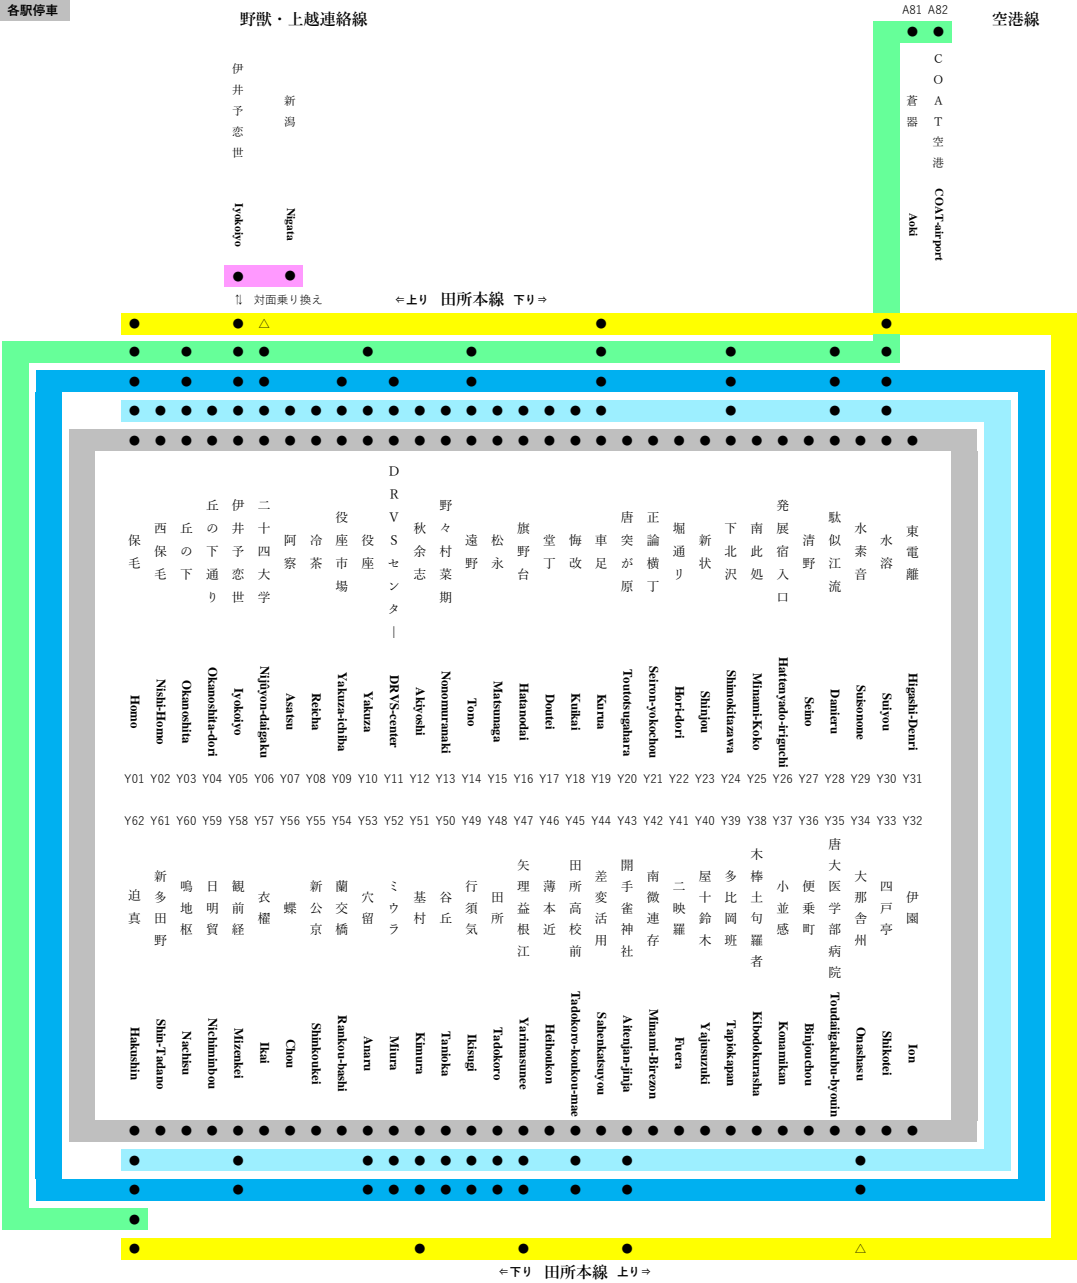 各駅停車
野獣・上越連絡線
A81 A82
空港線
伊井予恋世
新潟
蒼器
COAT空港
Iyokoiyo
Nigata
Aoki
COAT-airport
⇅ 対面乗り換え
⇐上り 田所本線 下り⇒
△
保毛
西保毛
丘の下
丘の下通り
伊井予恋世
二十四大学
阿察
冷茶
役座市場
役座
DRVSセンター
秋余志
野々村菜期
遠野
松永
旗野台
堂丁
悔改
車足
唐突が原
正論横丁
堀通り
新状
下北沢
南此処
発展宿入口
清野
駄似江流
水素音
水溶
東電離
Homo
Nishi-Homo
Okanoshita
Okanoshita-dori
Iyokoiyo
Nijûyon-daigaku
Asatsu
Reicha
Yakuza-ichiba
Yakuza
DRVS-center
Akiyoshi
Nonomuranaki
Tono
Matsunaga
Hatanodai
Doutei
Kuikai
Kurua
Toutotsugahara
Seiron-yokochou
Hori-dori
Shinjou
Shimokitazawa
Minami-Koko
Hattenyado-iriguchi
Seino
Danieru
Suisonone
Suiyou
Higashi-Denri
Y01 Y02 Y03 Y04 Y05 Y06 Y07 Y08 Y09 Y10 Y11 Y12 Y13 Y14 Y15 Y16 Y17 Y18 Y19 Y20 Y21 Y22 Y23 Y24 Y25 Y26 Y27 Y28 Y29 Y30 Y31
Y62 Y61 Y60 Y59 Y58 Y57 Y56 Y55 Y54 Y53 Y52 Y51 Y50 Y49 Y48 Y47 Y46 Y45 Y44 Y43 Y42 Y41 Y40 Y39 Y38 Y37 Y36 Y35 Y34 Y33 Y32
迫真
新多田野
鳴地枢
日明貿
観前経
衣櫂
蝶
新公京
蘭交橋
穴留
ミウラ
基村
谷丘
行須気
田所
矢理益根江
薄本近
田所高校前
差変活用
開手雀神社
南微連存
二映羅
屋十鈴木
多比岡班
木棒土句羅者
小並感
便乗町
唐大医学部病院
大那舎州
四戸亭
伊園
Hakushin
Shin-Tadano
Nachisu
Nichiminbou
Mizenkei
Ikai
Chou
Shinkoukei
Rankou-bashi
Anaru
Miura
Kimura
Tanioka
Ikisugi
Tadokoro
Yarimasunee
Heihoukon
Tadokoro-koukou-mae
Sahenkatsuyou
Aitenjan-jinja
Minami-Birezon
Fuera
Yajusuzuki
Tapiokapan
Kibodokurasha
Konamikan
Binjouchou
Toudaiigakubu-byouin
Onashasu
Shikotei
Ion
△
⇐下り 田所本線 上り⇒